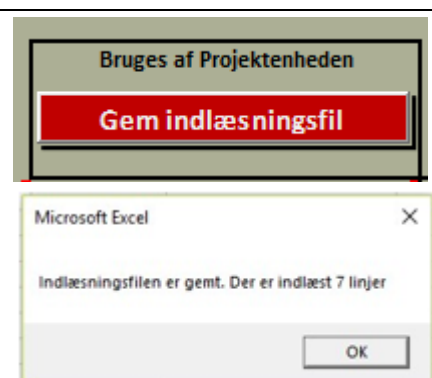 Bruges af Projektenheden
Gem indlæsningsfil
Microsoft Excel
Indlæsningsfilen er gemt. Der er indlæst 7 linjer
OK